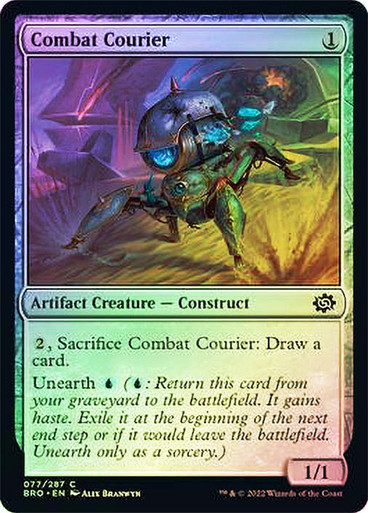 Combat Courier 1
Artifact Creature — Construct
2, Sacrifice Combat Courier: Draw a
card.
Unearth (: Return this card from
your graveyard to the battlefield. It gains
haste. Exile it at the beginning of the next
end step or if it would leave the battlefield.
Unearth only as a sorcery.)
1/1
077/287 C
BRO • EN Alix Branwyn
™ & © 2022 Wizards of the Coast